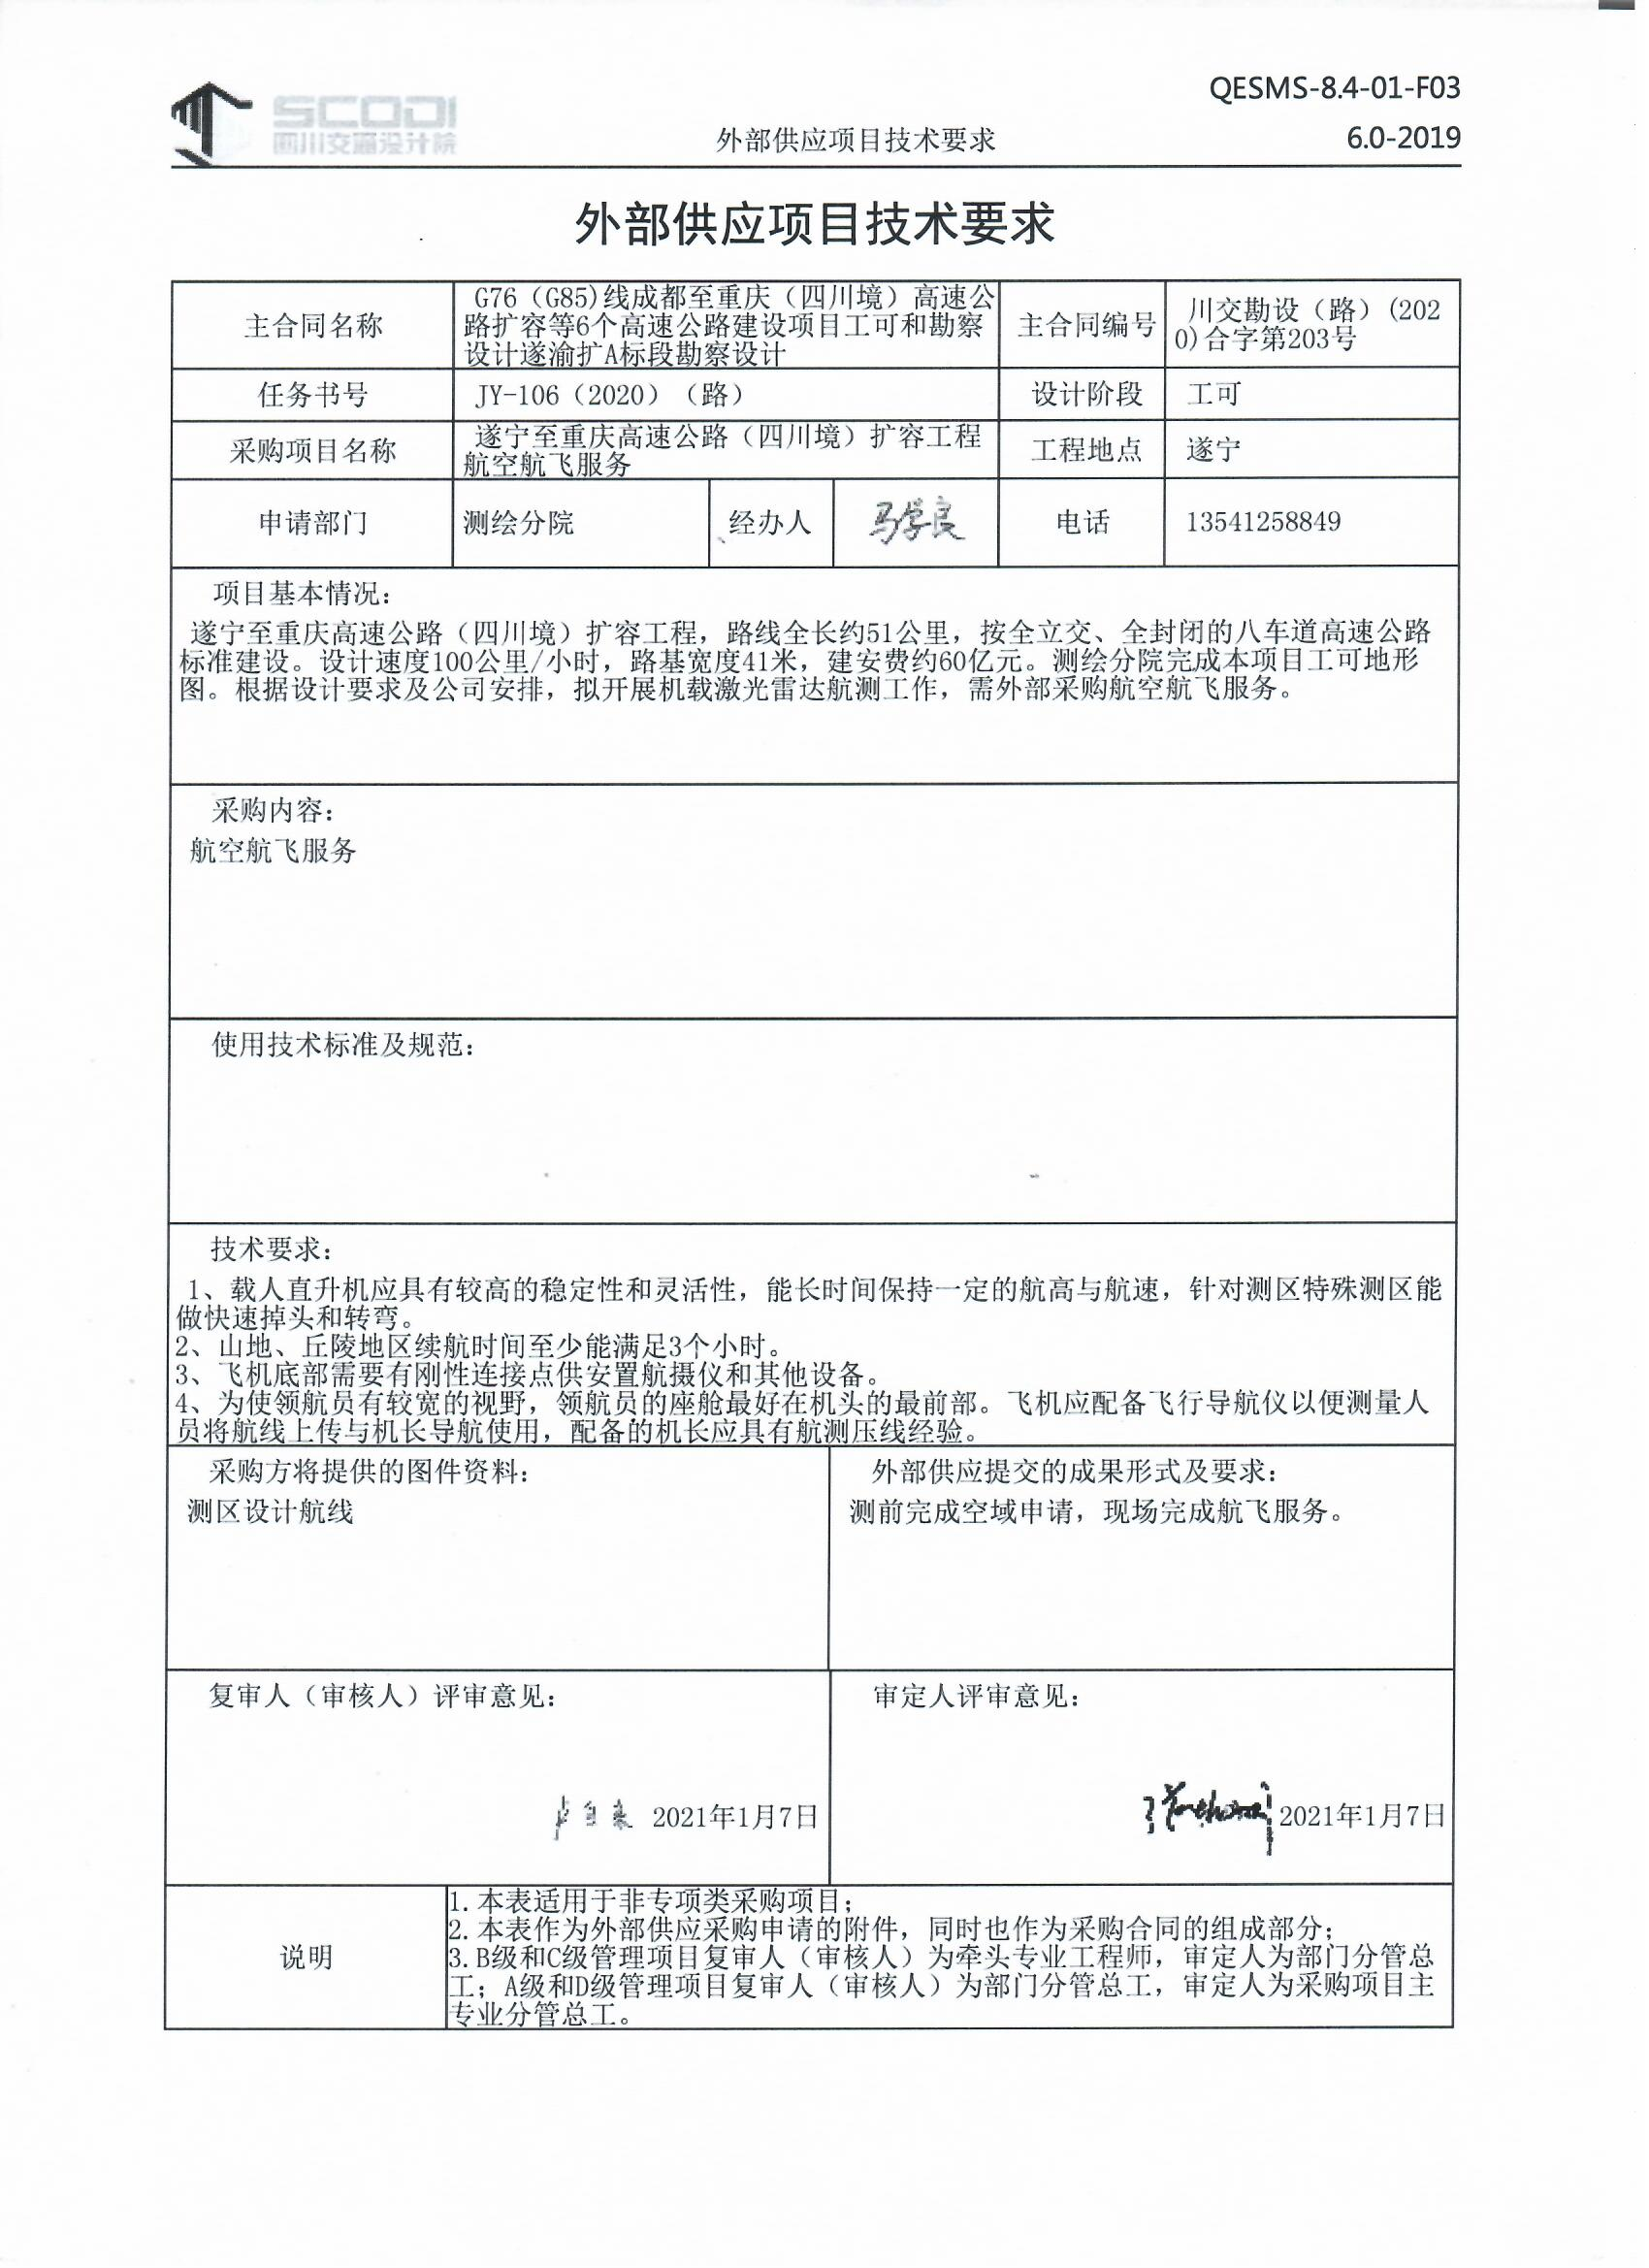 SCODI
四川交通设计院
QESMS-8.4-01-F03
外部供应项目技术要求
6.0-2019
外部供应项目技术要求
主合同名称
G76（G85)线成都至重庆（四川境）高速公
路扩容等6个高速公路建设项目工可和勘察
设计遂渝扩A标段勘察设计
主合同编号
川交勘设（路）(202
0)合字第203号
任务书号
JY-106（2020）（路）
设计阶段
工可
采购项目名称
遂宁至重庆高速公路（四川境）扩容工程
航空航飞服务
工程地点
遂宁
申请部门
测绘分院
经办人
马学良
电话
13541258849
项目基本情况：
遂宁至重庆高速公路（四川境）扩容工程，路线全长约51公里，按全立交、全封闭的八车道高速公路
标准建设。设计速度100公里/小时，路基宽度41米，建安费约60亿元。测绘分院完成本项目工可地形
图。根据设计要求及公司安排，拟开展机载激光雷达航测工作，需外部采购航空航飞服务。
采购内容：
航空航飞服务
使用技术标准及规范：
技术要求：
1、载人直升机应具有较高的稳定性和灵活性，能长时间保持一定的航高与航速，针对测区特殊测区能
做快速掉头和转弯。
2、山地、丘陵地区续航时间至少能满足3个小时。
3、飞机底部需要有刚性连接点供安置航摄仪和其他设备。
4、为使领航员有较宽的视野，领航员的座舱最好在机头的最前部。飞机应配备飞行导航仪以便测量人
员将航线上传与机长导航使用，配备的机长应具有航测压线经验。
采购方将提供的图件资料：
测区设计航线
外部供应提交的成果形式及要求：
测前完成空域申请，现场完成航飞服务。
复审人（审核人）评审意见：
2021年1月7日
审定人评审意见：
2021年1月7日
说明
1.本表适用于非专项类采购项目；
2.本表作为外部供应采购申请的附件，同时也作为采购合同的组成部分；
3.B级和C级管理项目复审人（审核人）为牵头专业工程师，审定人为部门分管总
工；A级和D级管理项目复审人（审核人）为部门分管总工，审定人为采购项目主
专业分管总工。